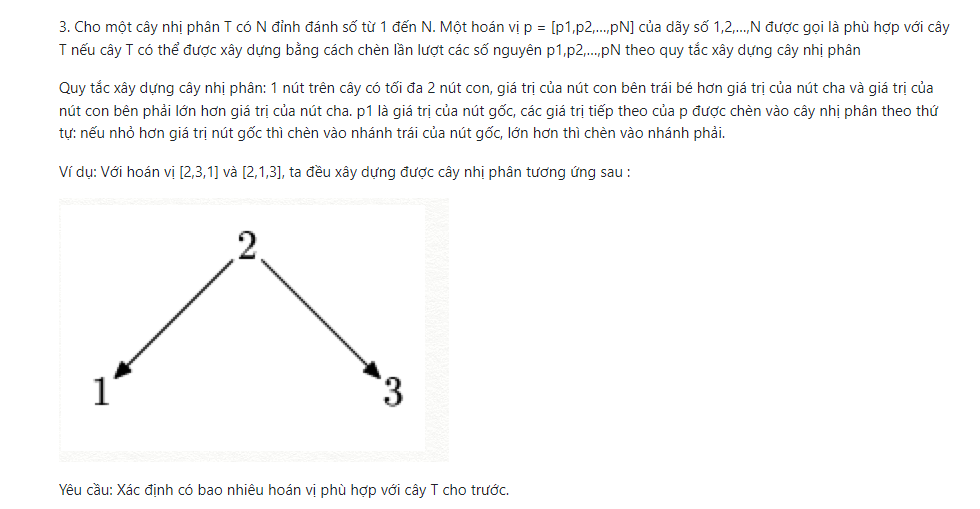 3. Cho một cây nhị phân T có N đỉnh đánh số từ 1 đến N. Một hoán vị p = [p1,p2,...,pN] của dãy số 1,2,...,N được gọi là phù hợp với cây
T nếu cây T có thể được xây dựng bằng cách chèn lần lượt các số nguyên p1,p2,...,pN theo quy tắc xây dựng cây nhị phân
Quy tắc xây dựng cây nhị phân: 1 nút trên cây có tối đa 2 nút con, giá trị của nút con bên trái bé hơn giá trị của nút cha và giá trị của
nút con bên phải lớn hơn giá trị của nút cha. p1 là giá trị của nút gốc, các giá trị tiếp theo của p được chèn vào cây nhị phân theo thứ
tự: nếu nhỏ hơn giá trị nút gốc thì chèn vào nhánh trái của nút gốc, lớn hơn thì chèn vào nhánh phải.
Ví dụ: Với hoán vị [2,3,1] và [2,1,3], ta đều xây dựng được cây nhị phân tương ứng sau :
2
1 3
Yêu cầu: Xác định có bao nhiêu hoán vị phù hợp với cây T cho trước.